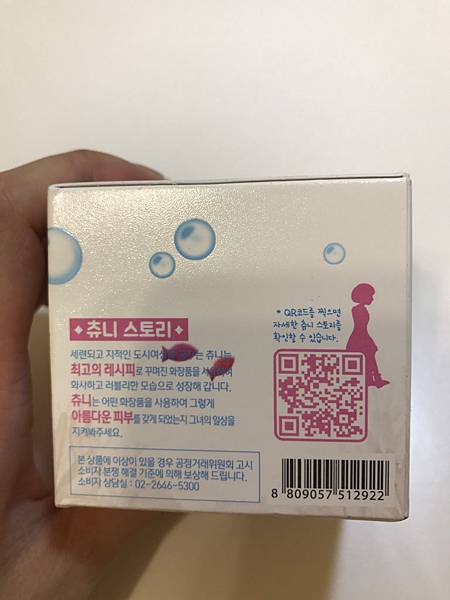 츄니 스토리
세련되고 지적인 도시여 는 츄니는
최고의 레시피로 꾸며진 화장품을
화사하고 러블리한 모습으로 성장해 갑니다.
츄니는 어떤 화장품을 사용하여 그렇게
아름다운 피부를 갖게 되었는지 그녀의 일상을
지켜봐주세요.
* QR코드를 찍으면
자세한 츄니 스토리를
확인할 수 있습니다.
본 상품에 이상이 있을 경우 공정거래위원회 고시
소비자 분쟁 해결 기준에 의해 보상해 드립니다.
소비자 상담실 : 02-2646-5300
8 809057 512922